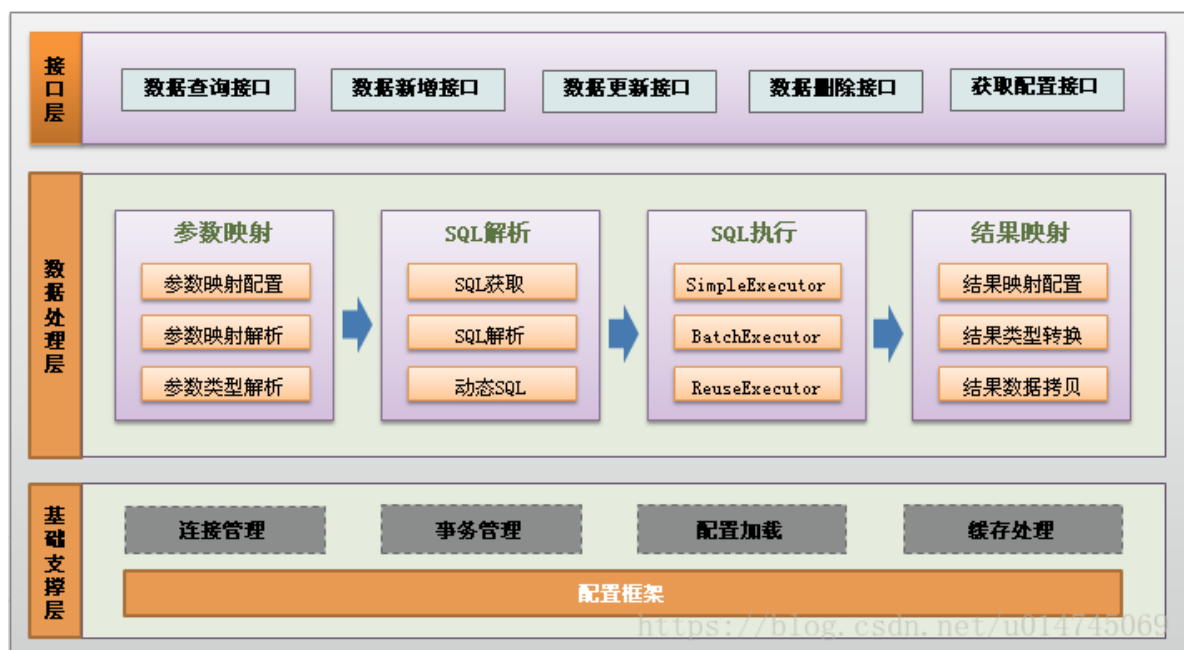 接口层
数据查询接口
数据新增接口
数据更新接口
数据删除接口
获取配置接口
数据处理层
参数映射
参数映射配置
参数映射解析
参数类型解析
SQL解析
SQL获取
SQL解析
动态SQL
SQL执行
SimpleExecutor
BatchExecutor
ReuseExecutor
结果映射
结果映射配置
结果类型转换
结果数据拷贝
基础支撑层
连接管理
事务管理
配置加载
缓存处理
配置框架
https://blog.csdn.net/u014745069